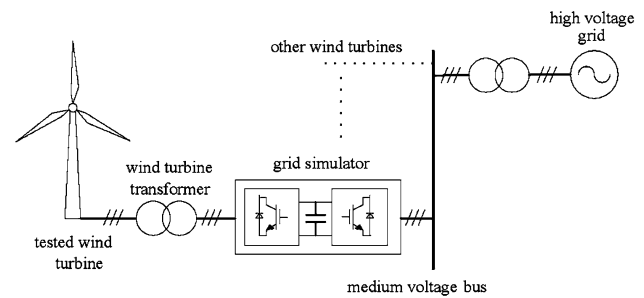 high voltage
grid
other wind turbines
grid simulator
wind turbine
transformer
tested wind
turbine
medium voltage bus